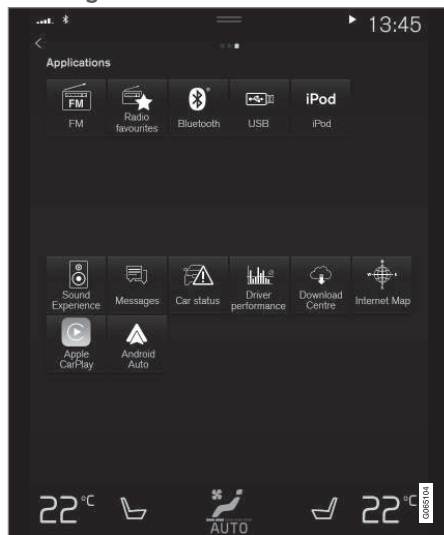 13:45
Applications
FM
iPod
FM
Radio
favourites
Bluetooth
USB
iPod
Sound
Experience
Messages
Car status
Driver
performance
Download
Centre
Internet Map
Apple
CarPlay
Android
Auto
22°C
AUTO
22°C
G065104